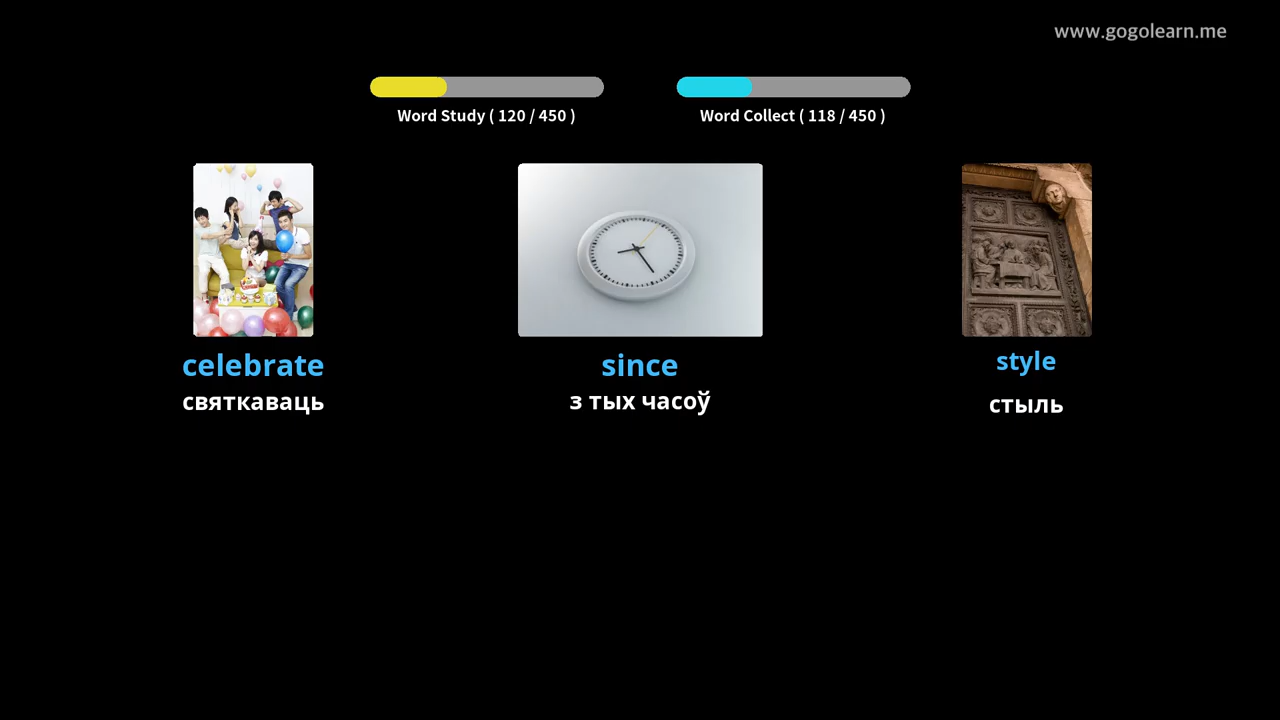 www.gogolearn.me
Word Study ( 120 / 450 )
Word Collect ( 118 / 450 )
celebrate
святкаваць
since
з тых часоў
style
стыль